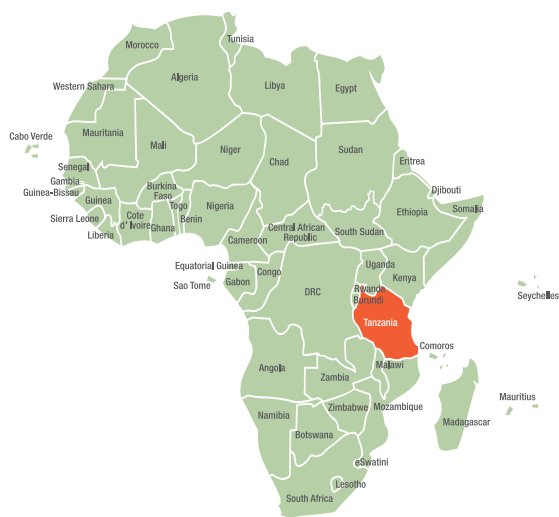 Tunisia
Morocco
Algeria
Libya
Egypt
Western Sahara
Mauritania
Mali
Niger
Chad
Sudan
Eritrea
Cabo Verde
Senegal
Gambia
Guinea-Bissau
Guinea
Burkina
Faso
Togo
Benin
Nigeria
Djibouti
Somalia
Ethiopia
Sierra Leone
Liberia
Cote
d' Ivoire
Ghana
Cameroon
Central African
Republic
South Sudan
Equatorial Guinea
Sao Tome
Gabon
Congo
DRC
Uganda
Kenya
Rwanda
Burundi
Tanzania
Seychelles
Comoros
Malawi
Angola
Zambia
Mozambique
Mauritius
Madagascar
Zimbabwe
Namibia
Botswana
eSwatini
Lesotho
South Africa